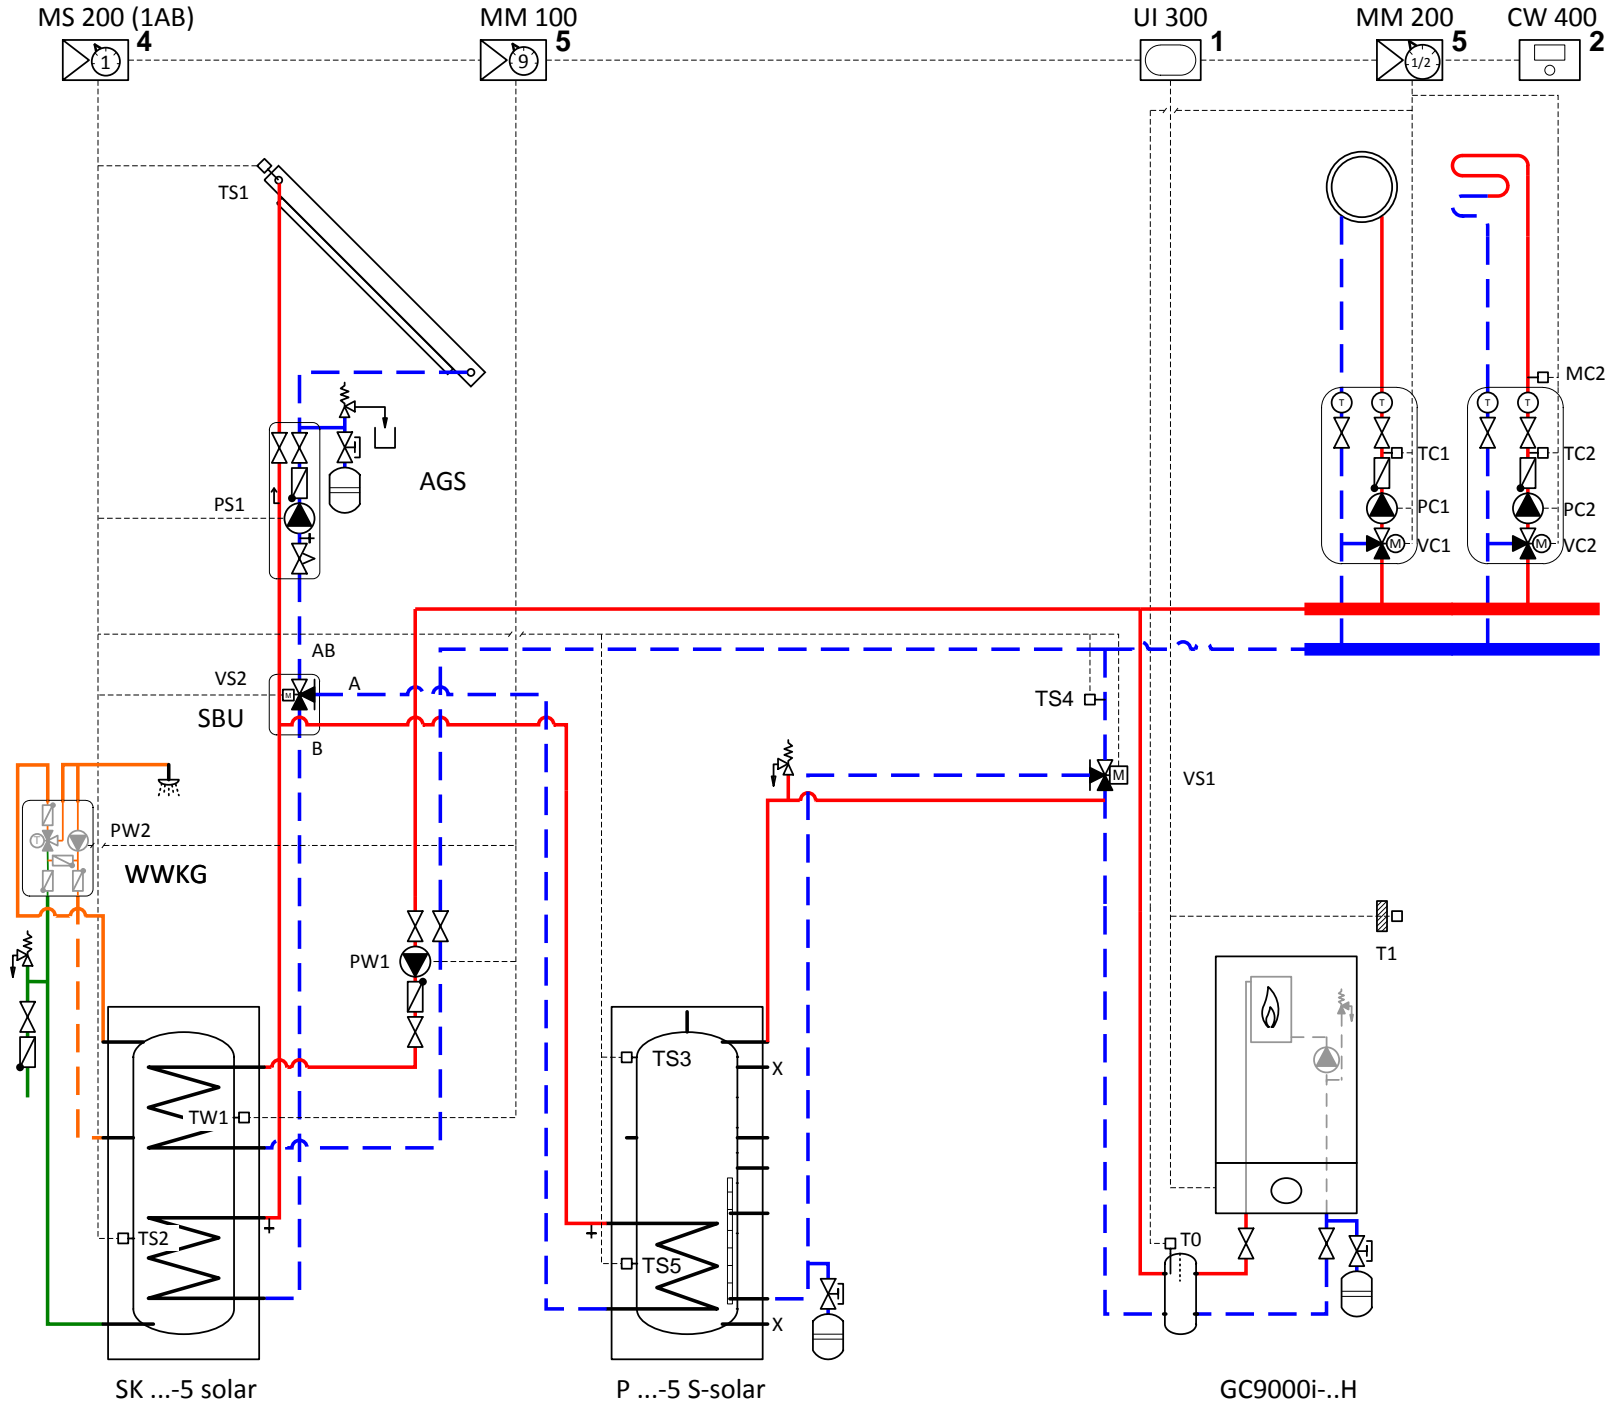 MS 200 (1AB) MM 100 UI 300 MM 200 CW 400
4 5 1 5 2
1 9 1/2
TS1
MC2
T T T T
TC1 TC2
AGS
PS1 PC1 PC2
M VC1 M VC2
AB
VS2 M A
TS4
SBU
B
M VS1
PW2
T
WWKG
T1
PW1
TS3
X
TW1
TS2 T0
TS5
X
SK ...-5 solar P ...-5 S-solar GC9000i-..H